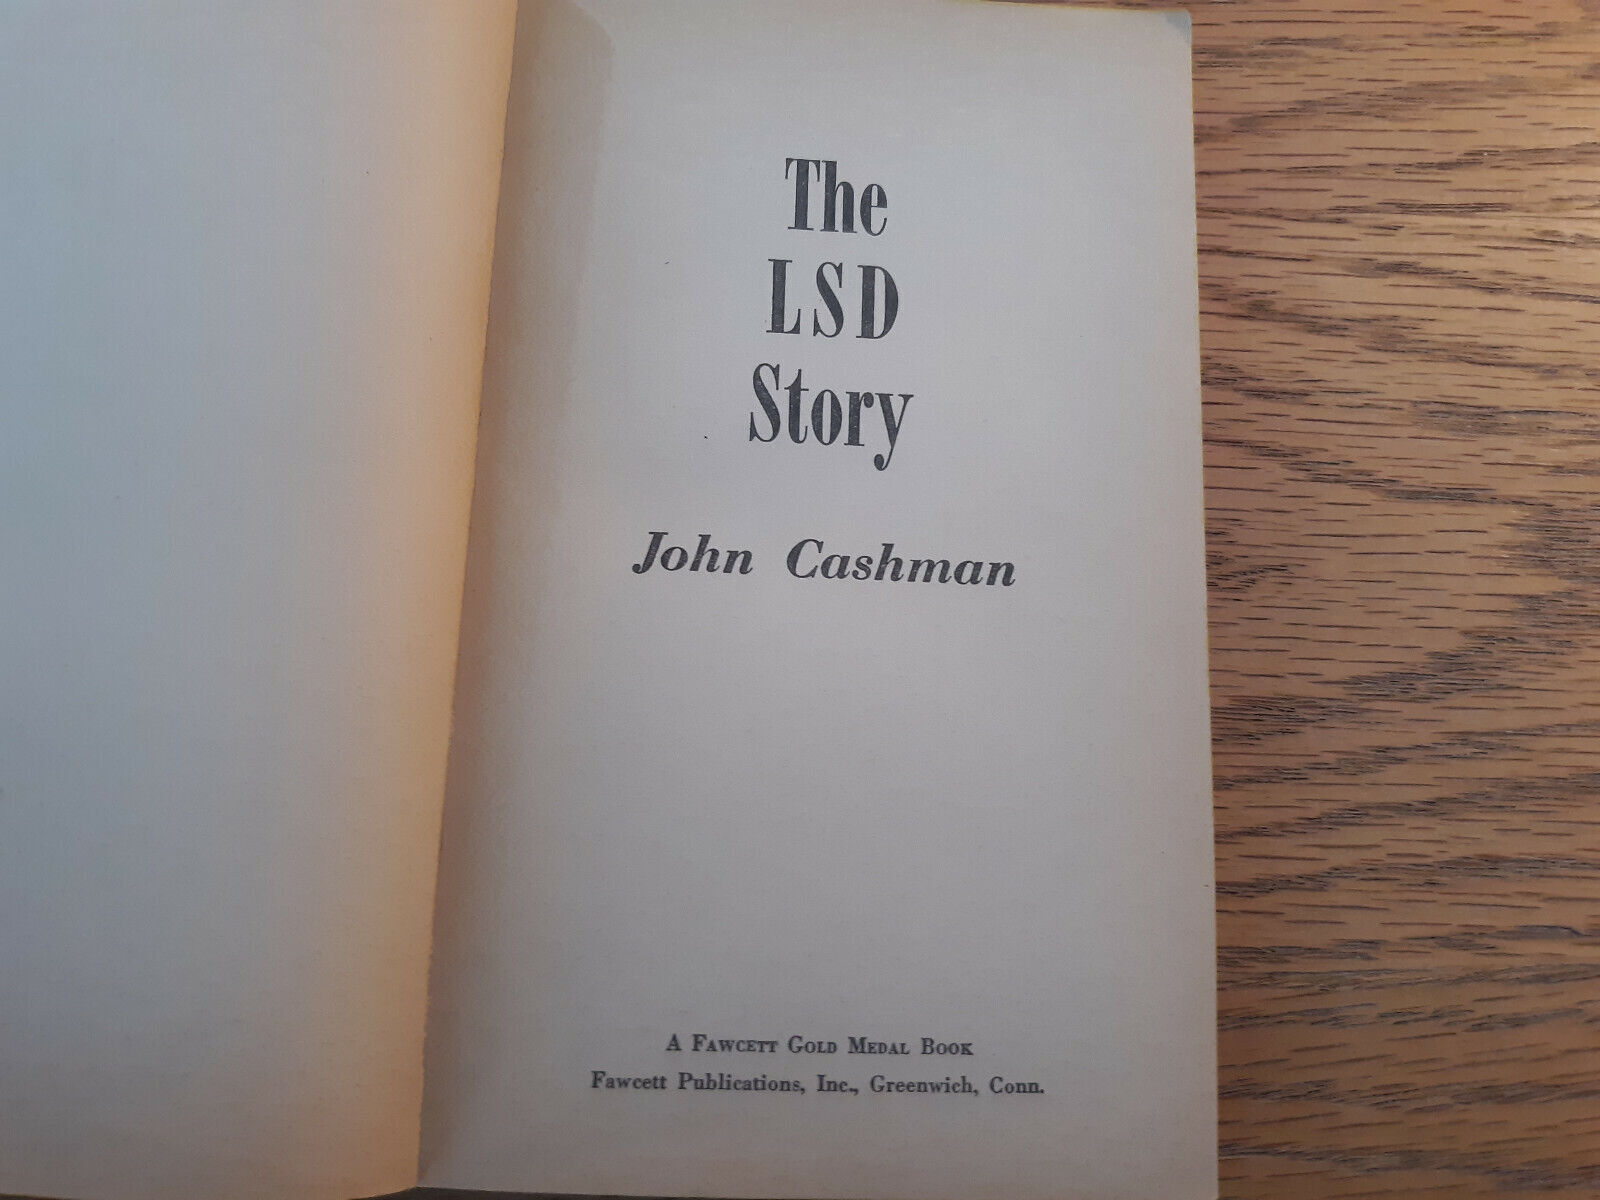 The
LSD
Story
John Cashman
A FAWCETT GOLD MEDAL BOOK
Fawcett Publications, Inc., Greenwich, Conn.